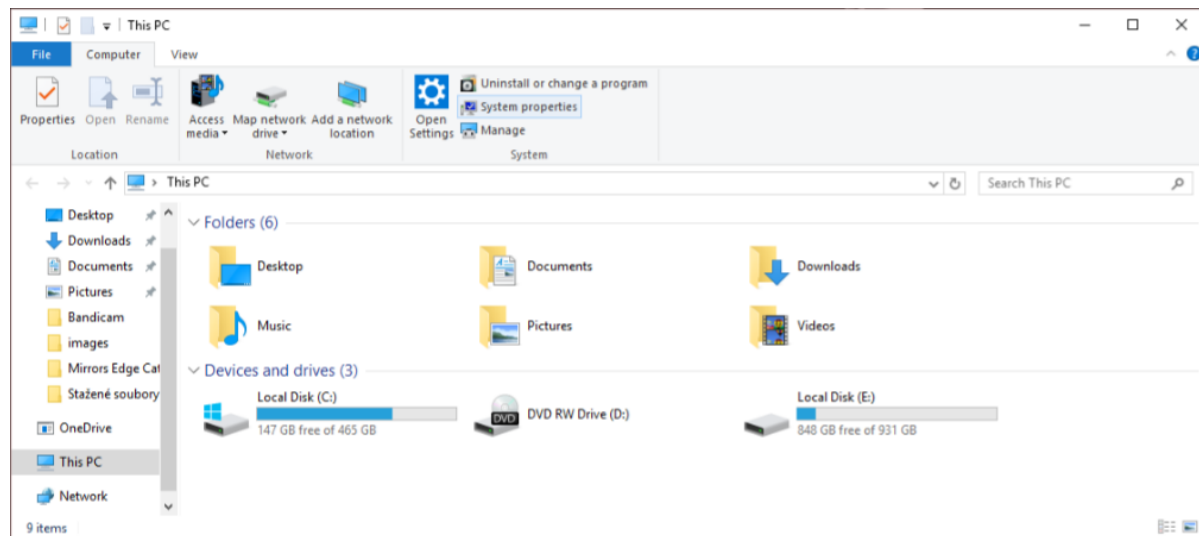 This PC
File Computer View
Uninstall or change a program
System properties
Manage
Properties Open Rename
Access media
Map network drive
Add a network location
Open Settings
Location Network System
This PC
Search This PC
Desktop
Downloads
Documents
Pictures
Bandicam
images
Mirrors Edge Cat
Stažené soubory
OneDrive
This PC
Network
Folders (6)
Desktop Documents Downloads
Music Pictures Videos
Devices and drives (3)
Local Disk (C:)
147 GB free of 465 GB
DVD
DVD RW Drive (D:)
Local Disk (E:)
848 GB free of 931 GB
9 items